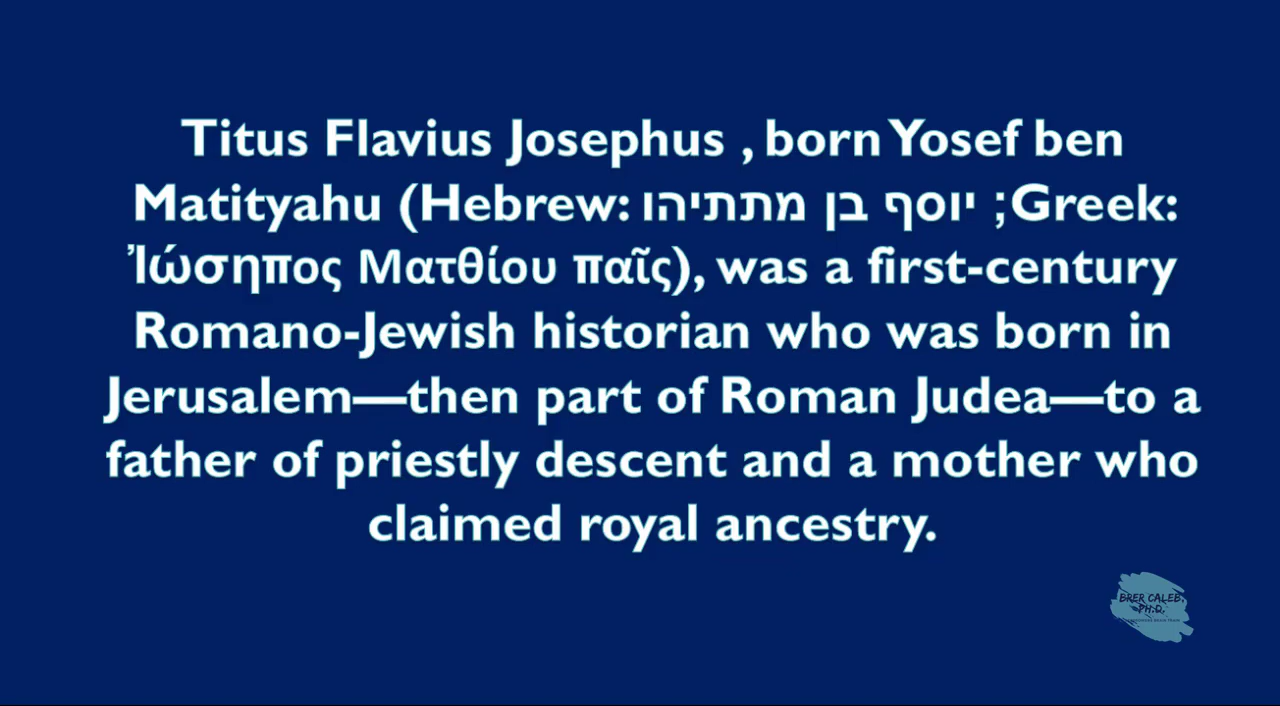 Titus Flavius Josephus , born Yosef ben
Matityahu (Hebrew: יוסף בן מתתיהו ;Greek:
Ἰώσηπος Ματθίου παῖς), was a first-century
Romano-Jewish historian who was born in
Jerusalem—then part of Roman Judea—to a
father of priestly descent and a mother who
claimed royal ancestry.
BRER CALEB,
PH.D.